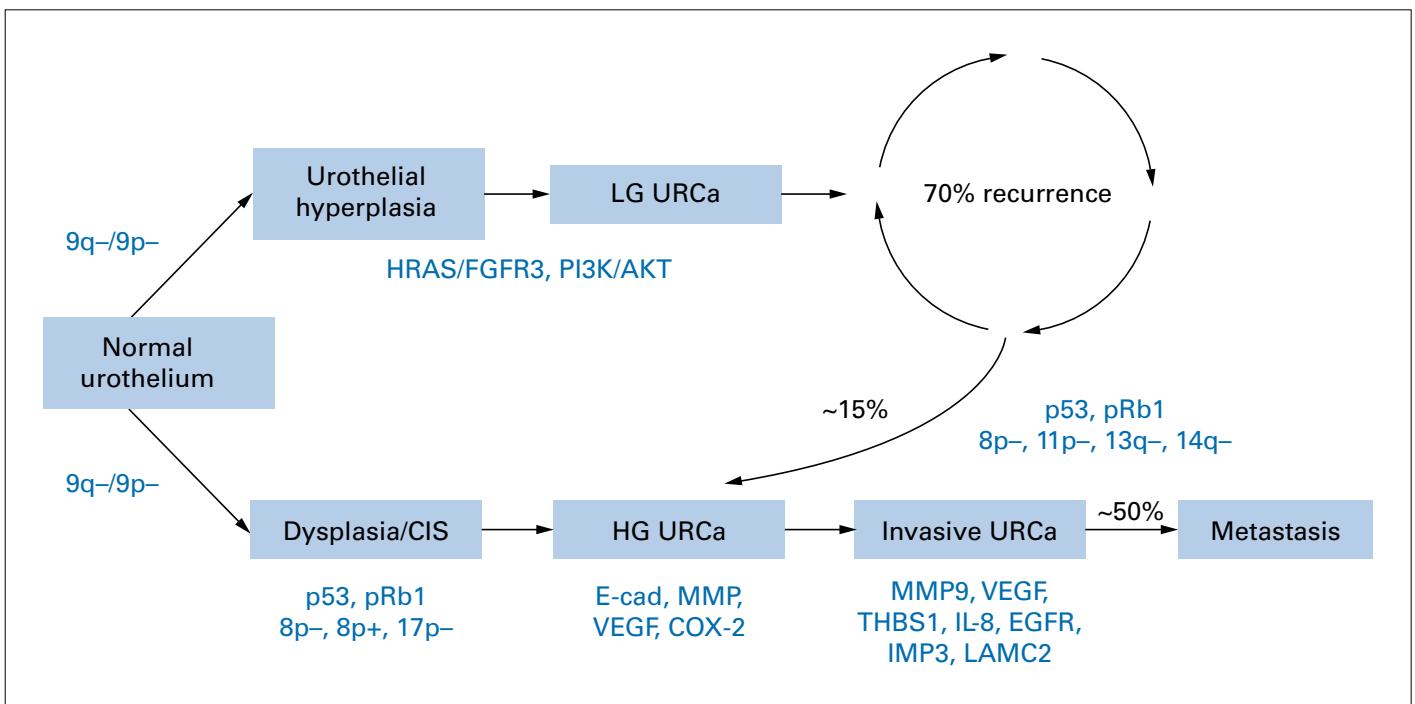 Urothelial
hyperplasia
LG URCa
70% recurrence
9q–/9p–
HRAS/FGFR3, PI3K/AKT
Normal
urothelium
~15%
p53, pRb1
8p–, 11p–, 13q–, 14q–
9q–/9p–
Dysplasia/CIS
HG URCa
Invasive URCa
~50%
Metastasis
p53, pRb1
8p–, 8p+, 17p–
E-cad, MMP,
VEGF, COX-2
MMP9, VEGF,
THBS1, IL-8, EGFR,
IMP3, LAMC2